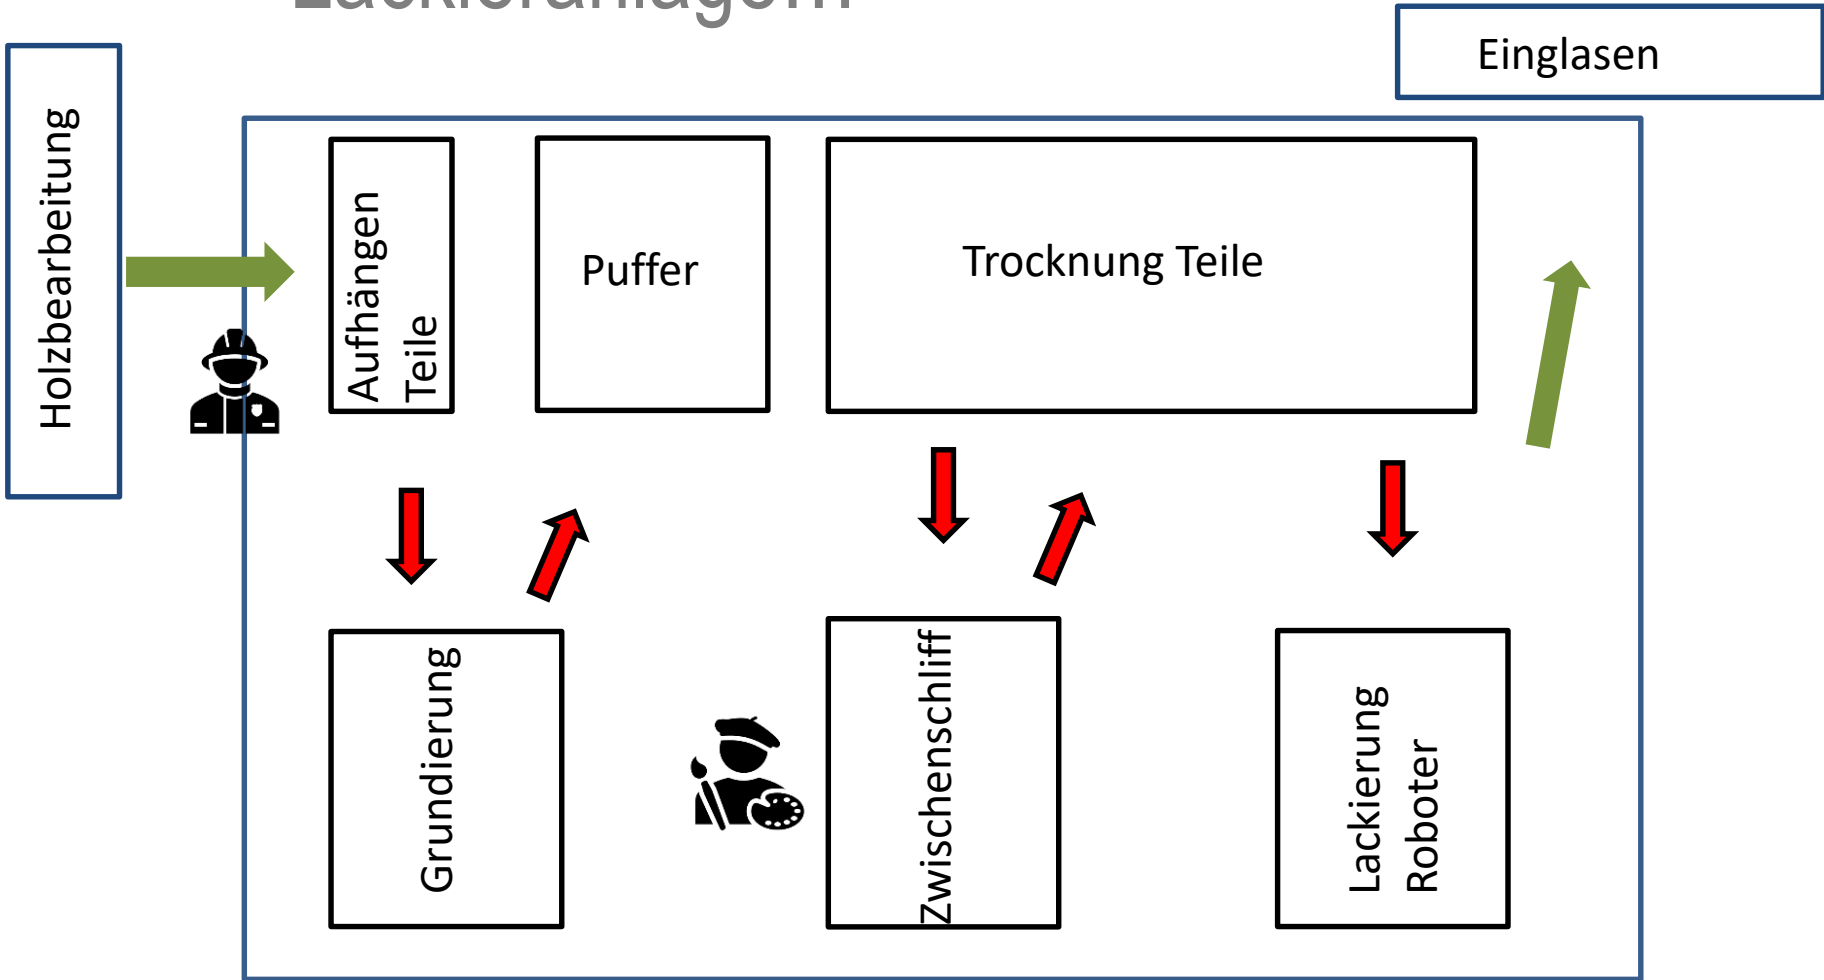 Einglasen
Holzbearbeitung
Aufhängen
Teile
Puffer
Trocknung Teile
Grundierung
Zwischenschliff
Lackierung
Roboter